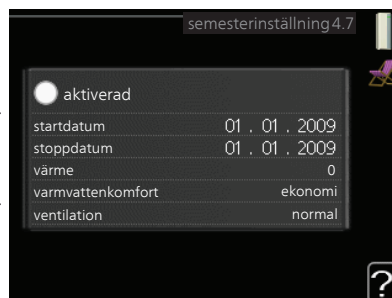 semesterinställning 4.7
aktiverad
startdatum 01 . 01 . 2009
stoppdatum 01 . 01 . 2009
värme 0
varmvattenkomfort ekonomi
ventilation normal
?